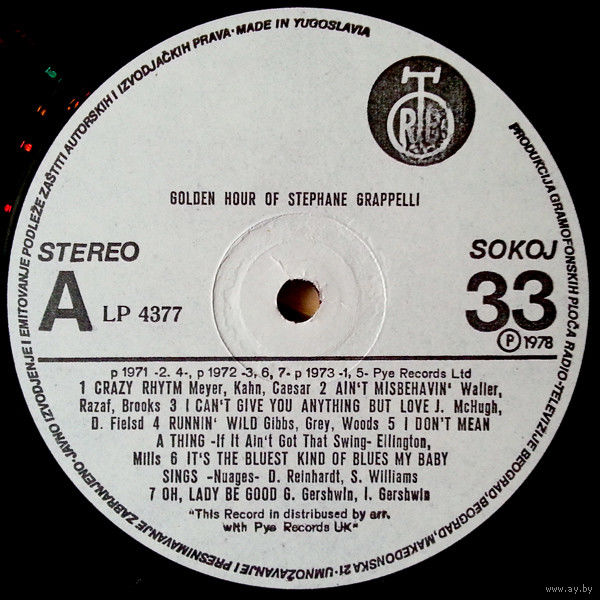 UMNOŽAVANJE I PRESNIMAVANJE ZABRANJENO·JAVNO IZVODJENJE I EMITOVANJE PODLEŽE ZAŠTITI AUTORSKIH I IZVODJAČKIH PRAVA·MADE IN YUGOSLAVIA
PRODUKCIJA GRAMOFONSKIH PLOČA RADIO-TELEVIZIJE BEOGRAD, BEOGRAD, MAKEDONSKA 21·
GOLDEN HOUR OF STEPHANE GRAPPELLI
STEREO
SOKOJ
A LP 4377
33
P 1978
p 1971 -2. 4-, p 1972 -3, 6, 7- p 1973 -1, 5- Pye Records Ltd
1 CRAZY RHYTM Meyer, Kahn, Caesar 2 AIN'T MISBEHAVIN' Waller,
Razaf, Brooks 3 I CAN'T GIVE YOU ANYTHING BUT LOVE J. McHugh,
D. Fielsd 4 RUNNIN' WILD Gibbs, Grey, Woods 5 I DON'T MEAN
A THING -If It Ain't Got That Swing- Ellington,
Mills 6 IT'S THE BLUEST KIND OF BLUES MY BABY
SINGS -Nuages- D. Reinhardt, S. Williams
7 OH, LADY BE GOOD G. Gershwin, I. Gershwin
"This Record in distributed by arr.
with Pye Records UK"
www.ay.by